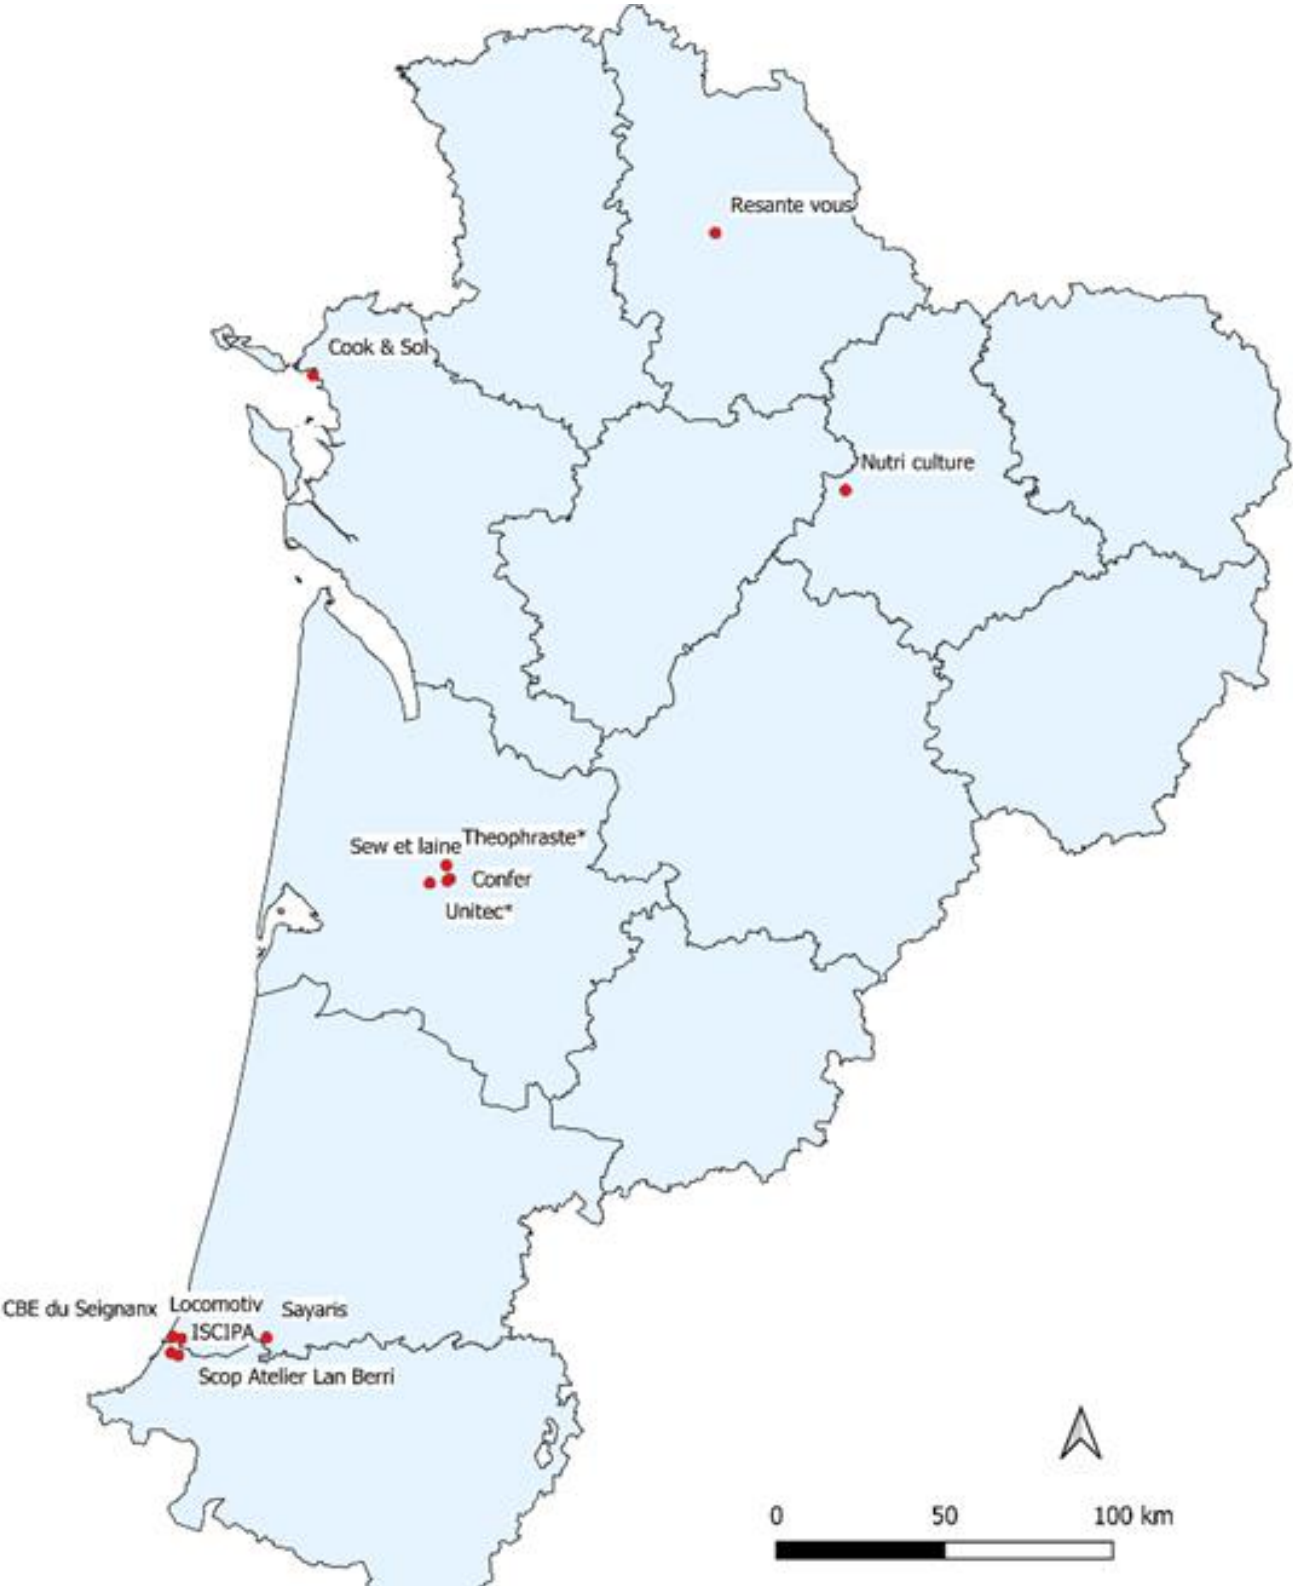 Resante vous
Cook & Sol
Nutri culture
Theophraste*
Sew et laine
Confer
Unitec*
CBE du Seignanx
Locomotiv
Sayaris
ISCIPA
Scop Atelier Lan Berri
0 50 100 km